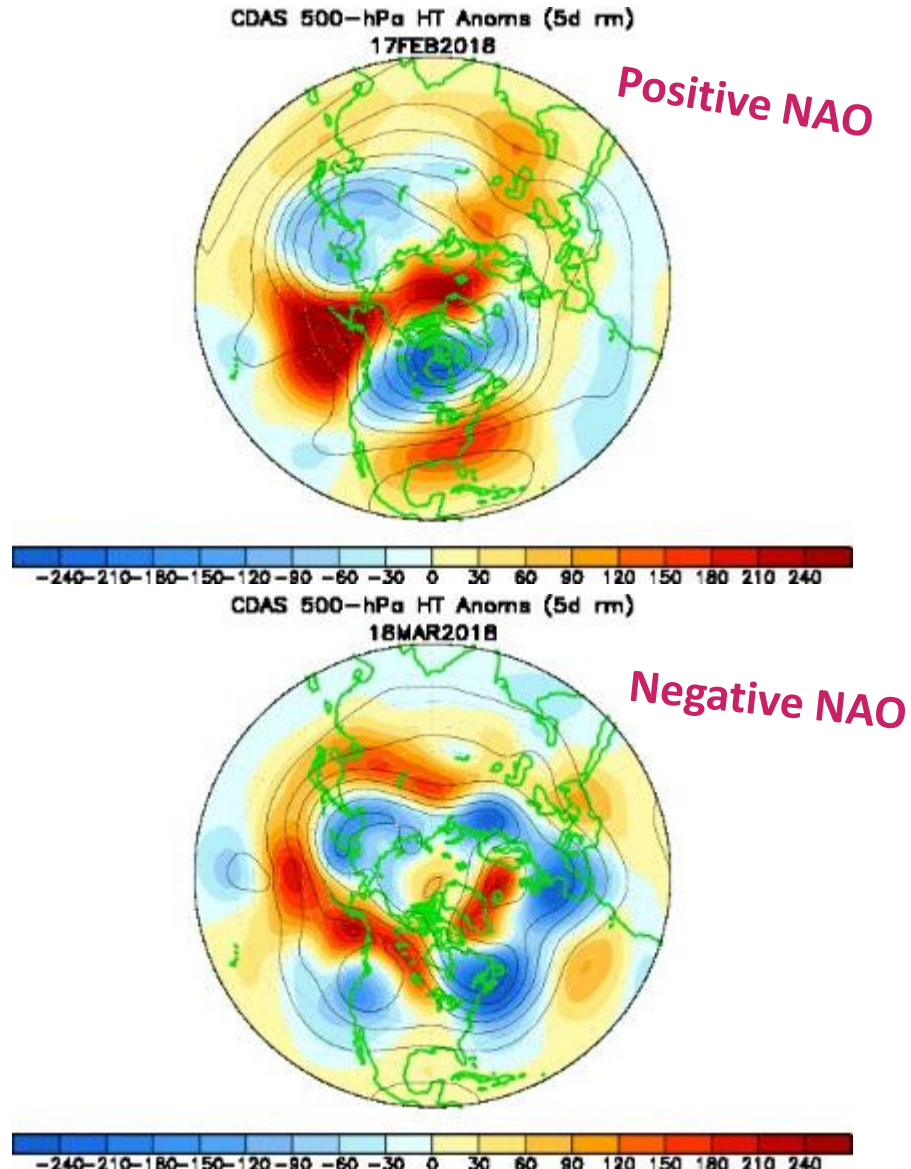 CDAS 500-hPa HT Anoms (5d rm)
17FEB2018
Positive NAO
-240-210-180-150-120-90 -60 -30 0 30 60 90 120 150 180 210 240
CDAS 500-hPa HT Anoms (5d rm)
18MAR2018
Negative NAO
-240-210-180-150-120-90 -60 -30 0 30 60 90 120 150 180 210 240